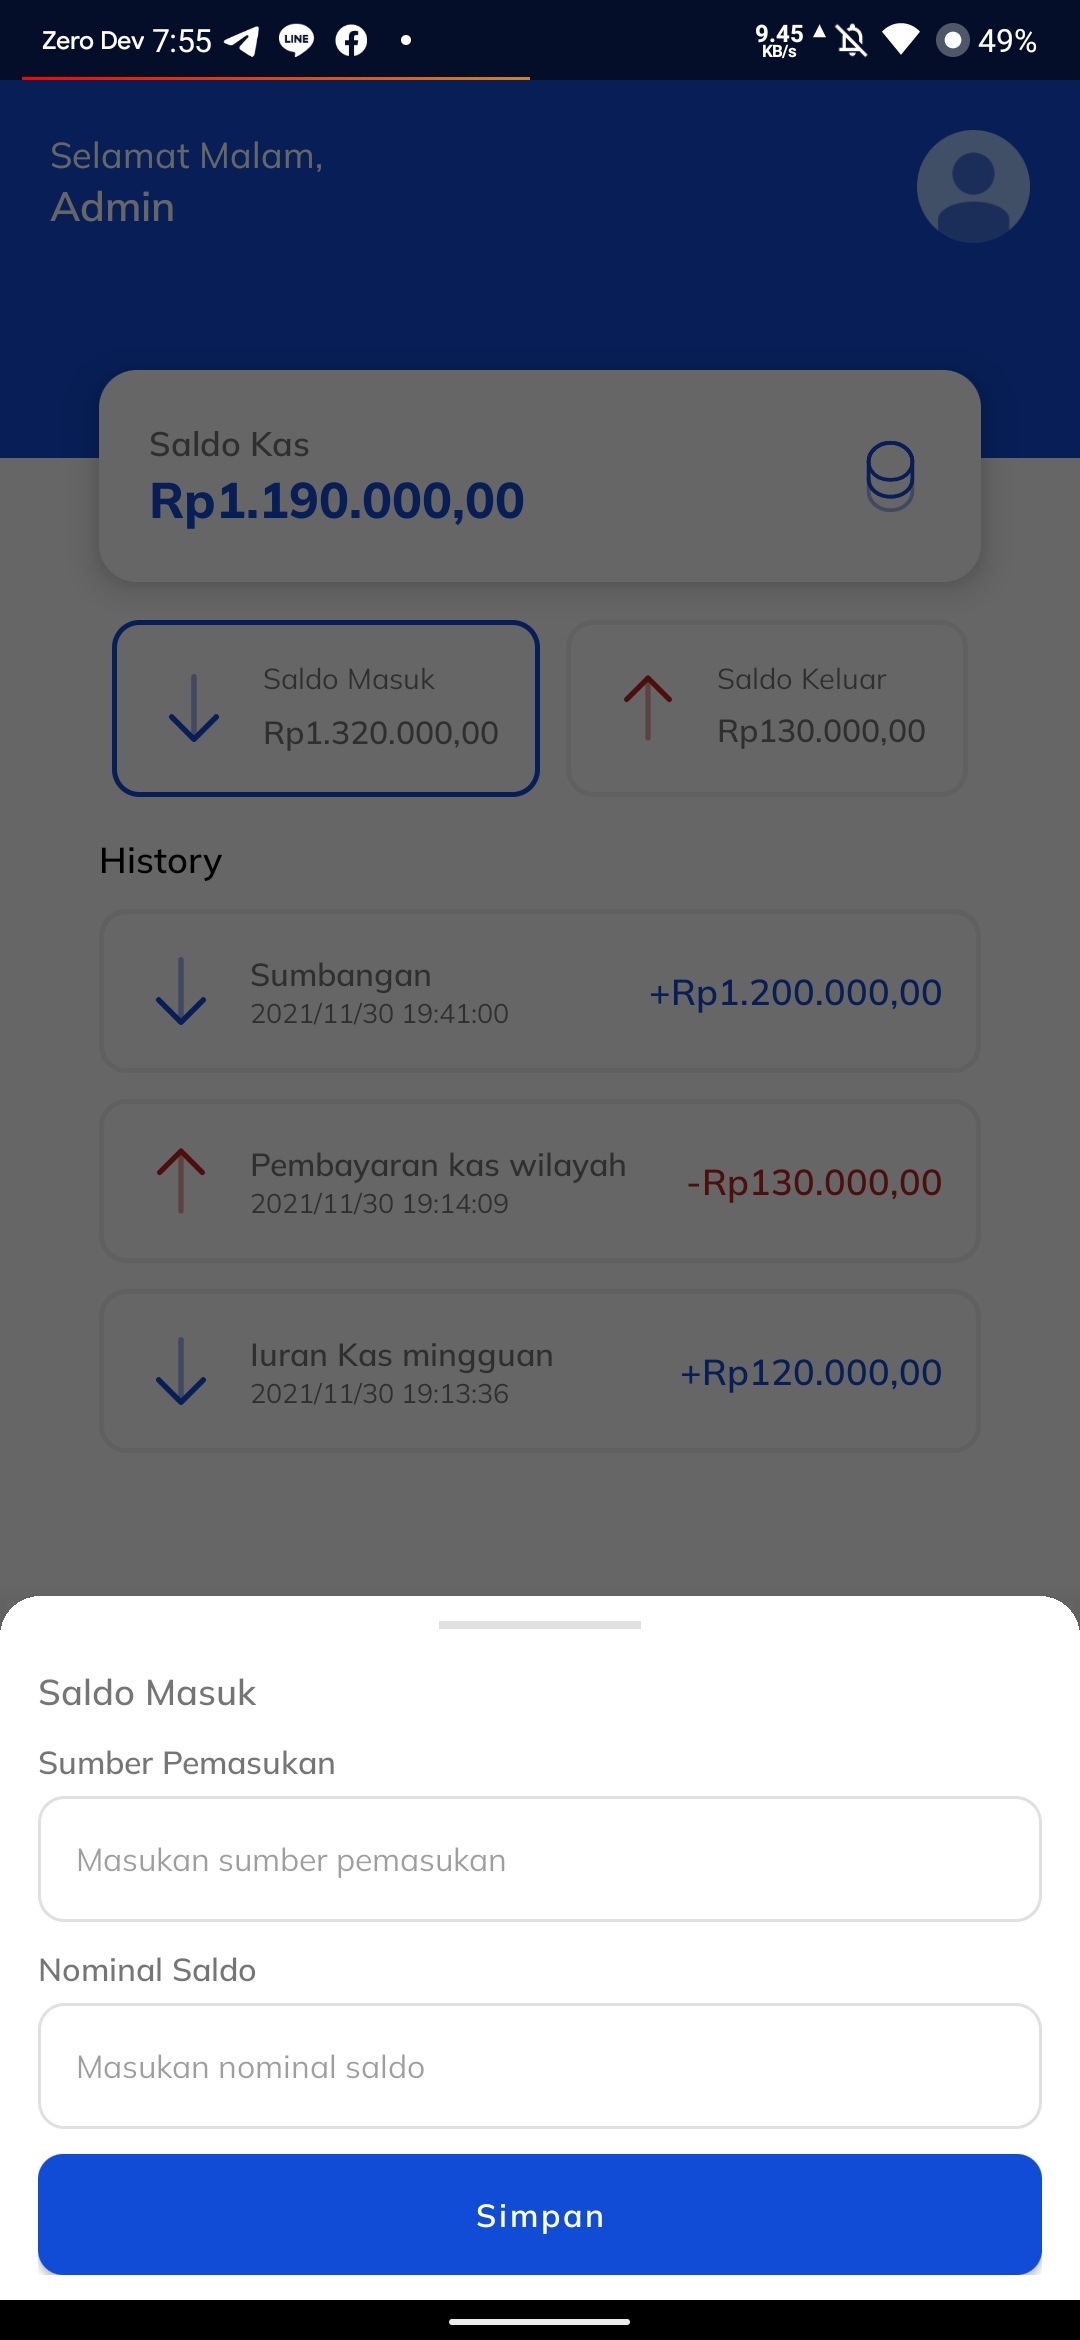 Zero Dev 7:55 LINE 9.45 KB/s 49%
Selamat Malam,
Admin
Saldo Kas
Rp1.190.000,00
Saldo Masuk
Rp1.320.000,00
Saldo Keluar
Rp130.000,00
History
Sumbangan
2021/11/30 19:41:00
+Rp1.200.000,00
Pembayaran kas wilayah
2021/11/30 19:14:09
-Rp130.000,00
Iuran Kas mingguan
2021/11/30 19:13:36
+Rp120.000,00
Saldo Masuk
Sumber Pemasukan
Masukan sumber pemasukan
Nominal Saldo
Masukan nominal saldo
Simpan